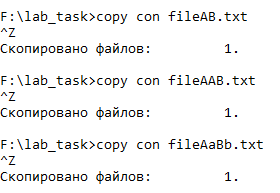 F:\lab_task>copy con fileAB.txt
^Z
Скопировано файлов:         1.
F:\lab_task>copy con fileAAB.txt
^Z
Скопировано файлов:         1.
F:\lab_task>copy con fileAaBb.txt
^Z
Скопировано файлов:         1.